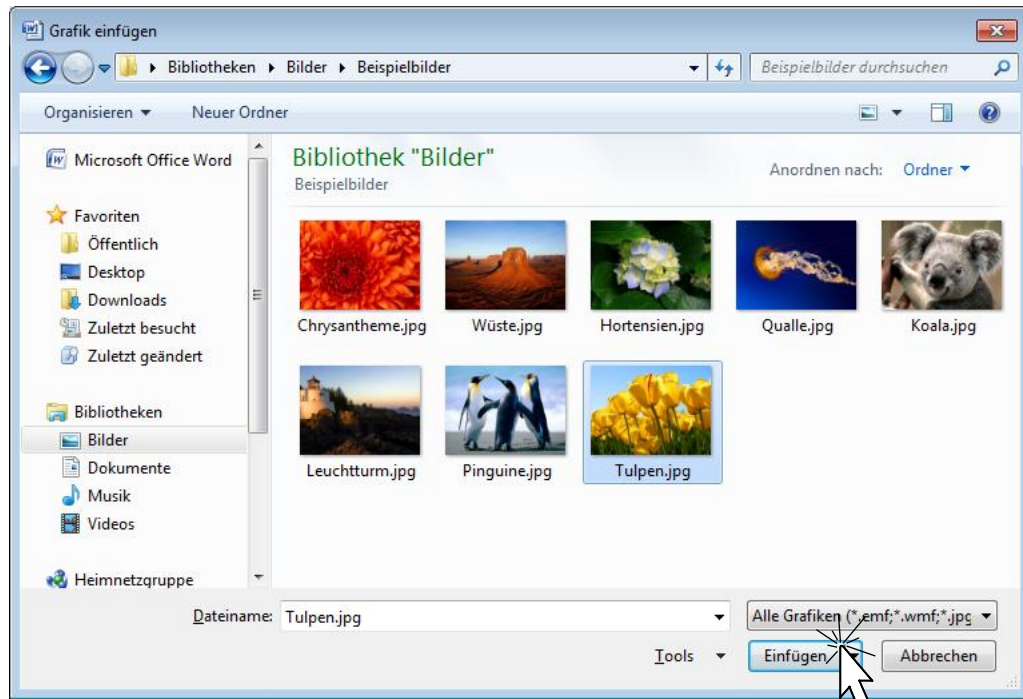 Grafik einfügen
Bibliotheken Bilder Beispielbilder
Beispielbilder durchsuchen
Organisieren Neuer Ordner
Microsoft Office Word
Favoriten
Öffentlich
Desktop
Downloads
Zuletzt besucht
Zuletzt geändert
Bibliotheken
Bilder
Dokumente
Musik
Videos
Heimnetzgruppe
Bibliothek "Bilder"
Beispielbilder
Anordnen nach: Ordner
Chrysantheme.jpg Wüste.jpg Hortensien.jpg Qualle.jpg Koala.jpg
Leuchtturm.jpg Pinguine.jpg Tulpen.jpg
Dateiname: Tulpen.jpg
Alle Grafiken (*.emf;*.wmf;*.jpg
Tools Einfügen Abbrechen